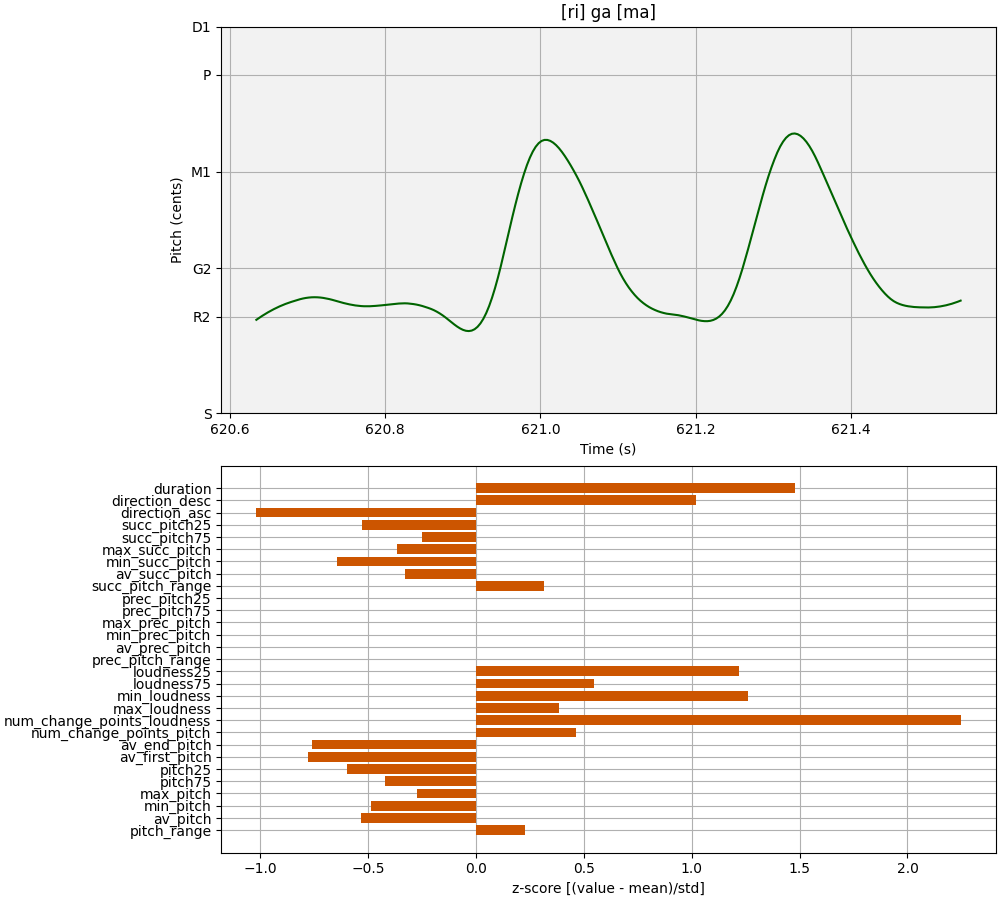 [ri] ga [ma]
D1
P
M1
G2
R2
S
Pitch (cents)
620.6 620.8 621.0 621.2 621.4
Time (s)
duration
direction_desc
direction_asc
succ_pitch25
succ_pitch75
max_succ_pitch
min_succ_pitch
av_succ_pitch
succ_pitch_range
prec_pitch25
prec_pitch75
max_prec_pitch
min_prec_pitch
av_prec_pitch
prec_pitch_range
loudness25
loudness75
min_loudness
max_loudness
num_change_points_loudness
num_change_points_pitch
av_end_pitch
av_first_pitch
pitch25
pitch75
max_pitch
min_pitch
av_pitch
pitch_range
−1.0 −0.5 0.0 0.5 1.0 1.5 2.0
z-score [(value - mean)/std]